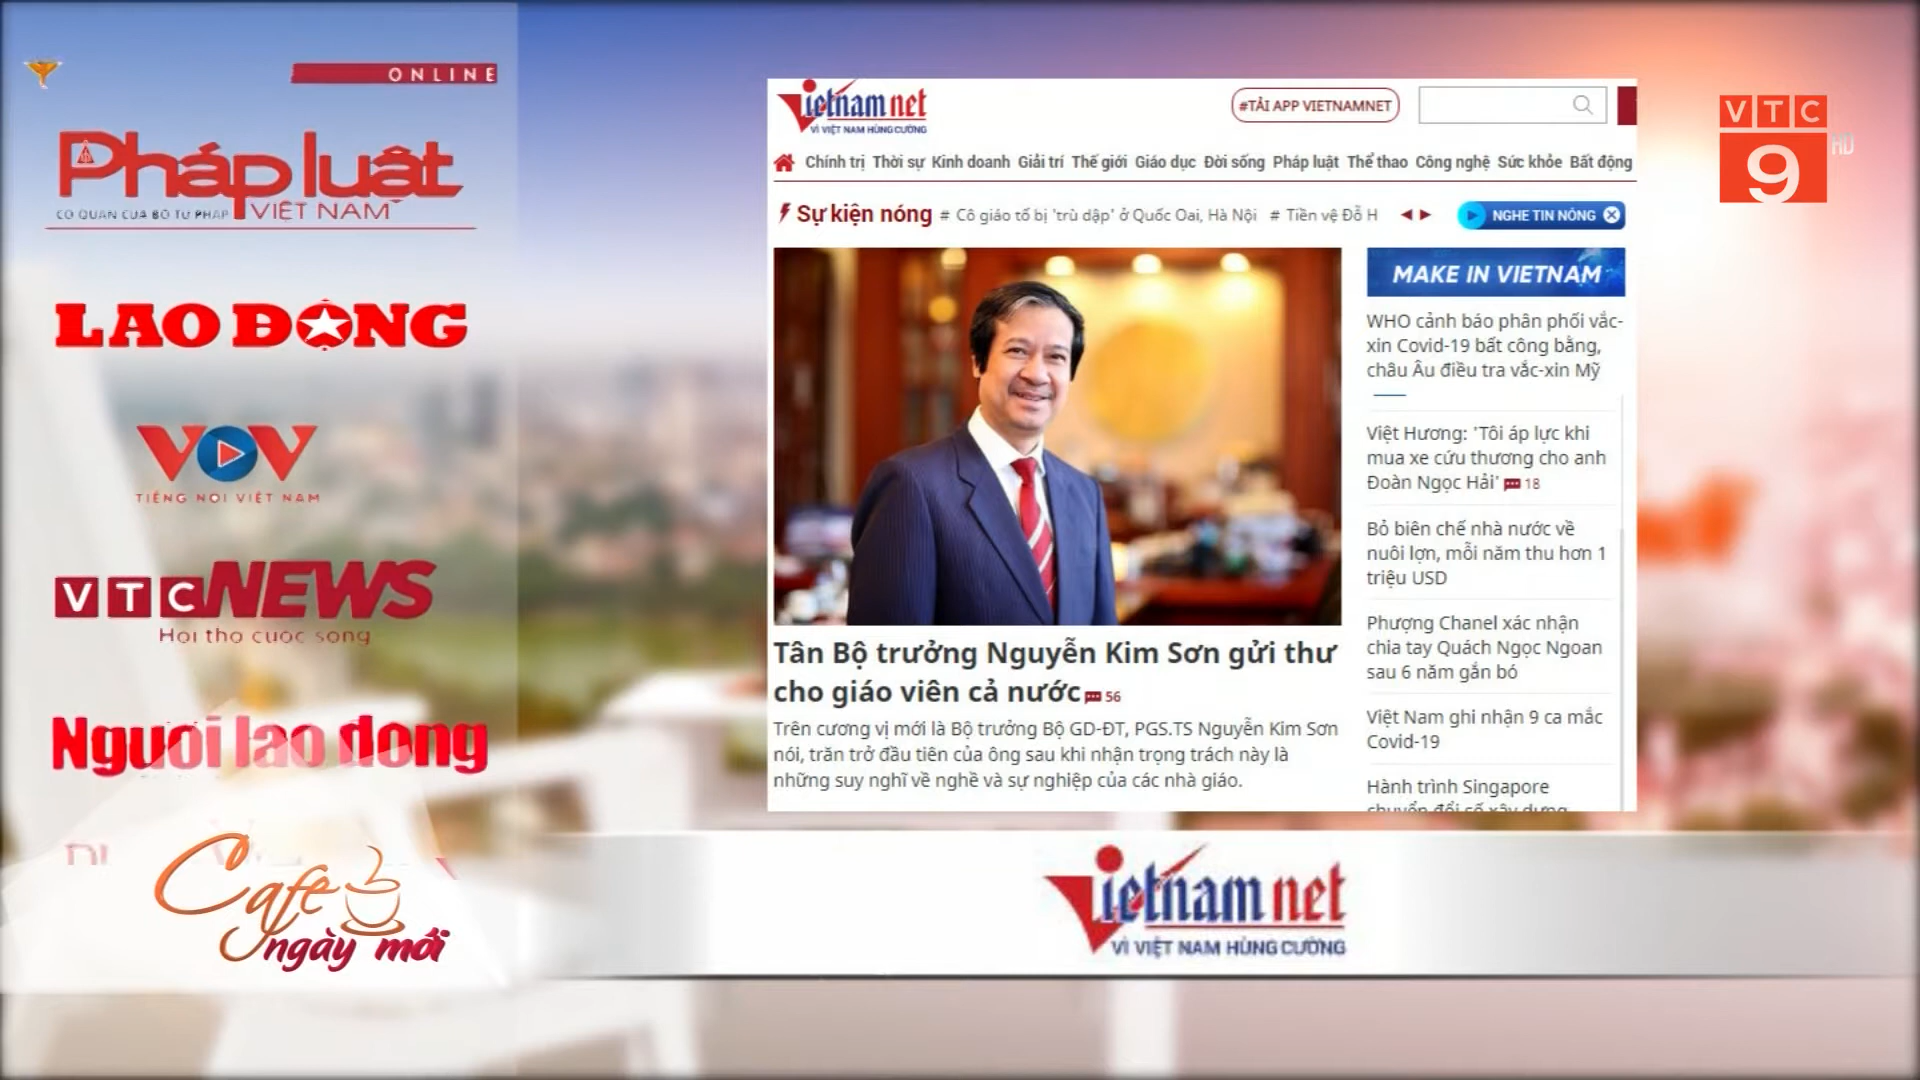 ONLINE
Pháp luật
VIỆT NAM
LAO ĐỘNG
VOV
TIẾNG NÓI VIỆT NAM
VTC NEWS
Người lao động
Cafe
ngày mới
Vietnamnet
VÌ VIỆT NAM HÙNG CƯỜNG
#TẢI APP VIETNAMNET
Chính trị Thời sự Kinh doanh Giải trí Thế giới Giáo dục Đời sống Pháp luật Thể thao Công nghệ Sức khỏe Bất động
Sự kiện nóng # Cô giáo tố bị 'trù dập' ở Quốc Oai, Hà Nội # Tiền vệ Đỗ H
NGHE TIN NÓNG
Tân Bộ trưởng Nguyễn Kim Sơn gửi thư
cho giáo viên cả nước 56
Trên cương vị mới là Bộ trưởng Bộ GD-ĐT, PGS.TS Nguyễn Kim Sơn
nói, trăn trở đầu tiên của ông sau khi nhận trọng trách này là
những suy nghĩ về nghề và sự nghiệp của các nhà giáo.
MAKE IN VIETNAM
WHO cảnh báo phân phối vắc-
xin Covid-19 bất công bằng,
châu Âu điều tra vắc-xin Mỹ
Việt Hương: 'Tôi áp lực khi
mua xe cứu thương cho anh
Đoàn Ngọc Hải' 18
Bỏ biên chế nhà nước về
nuôi lợn, mỗi năm thu hơn 1
triệu USD
Phượng Chanel xác nhận
chia tay Quách Ngọc Ngoan
sau 6 năm gắn bó
Việt Nam ghi nhận 9 ca mắc
Covid-19
Hành trình Singapore
chuyển đổi số xây dựng
VTC
9
HD
Vietnamnet
VÌ VIỆT NAM HÙNG CƯỜNG